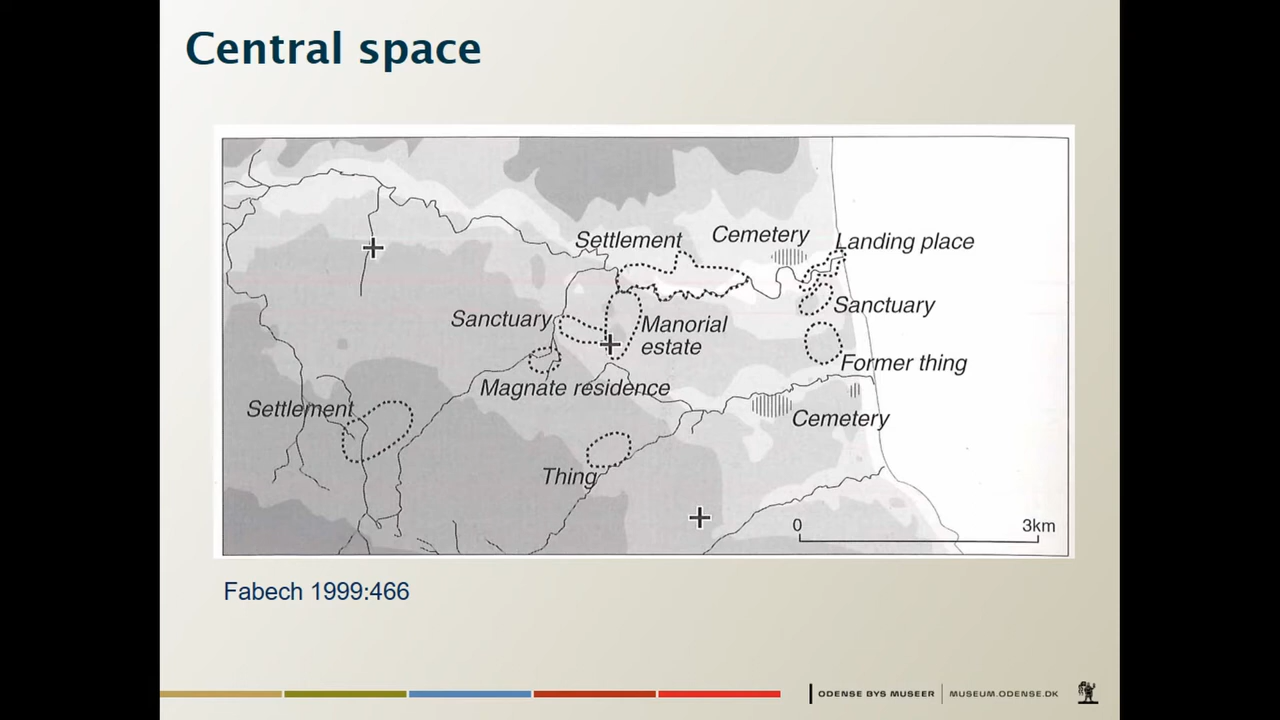 Central space
Settlement
Cemetery
Landing place
Sanctuary
Sanctuary
Manorial
estate
Former thing
Magnate residence
Settlement
Cemetery
Thing
0
3km
Fabech 1999:466
ODENSE BYS MUSEER
MUSEUM.ODENSE.DK